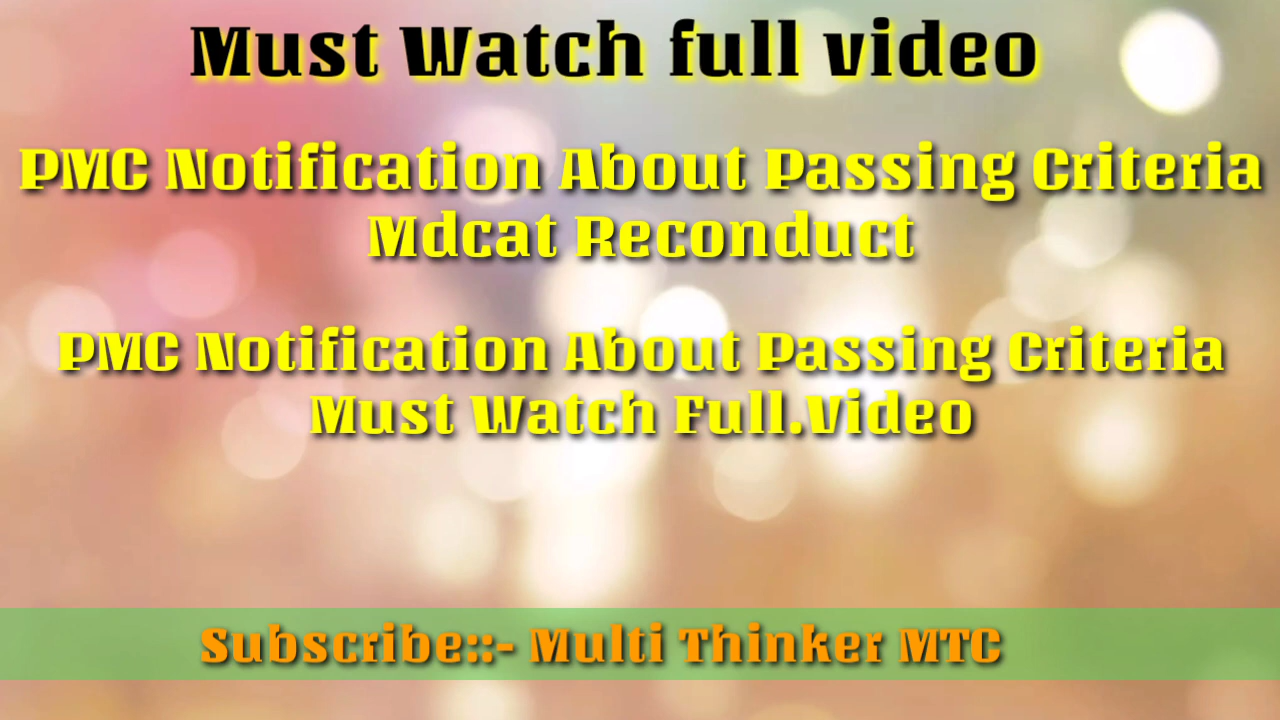 Must Watch full video
PMC Notification About Passing Criteria
Mdcat Reconduct
PMC Notification About Passing Criteria
Must Watch Full.Video
Subscribe::- Multi Thinker MTC